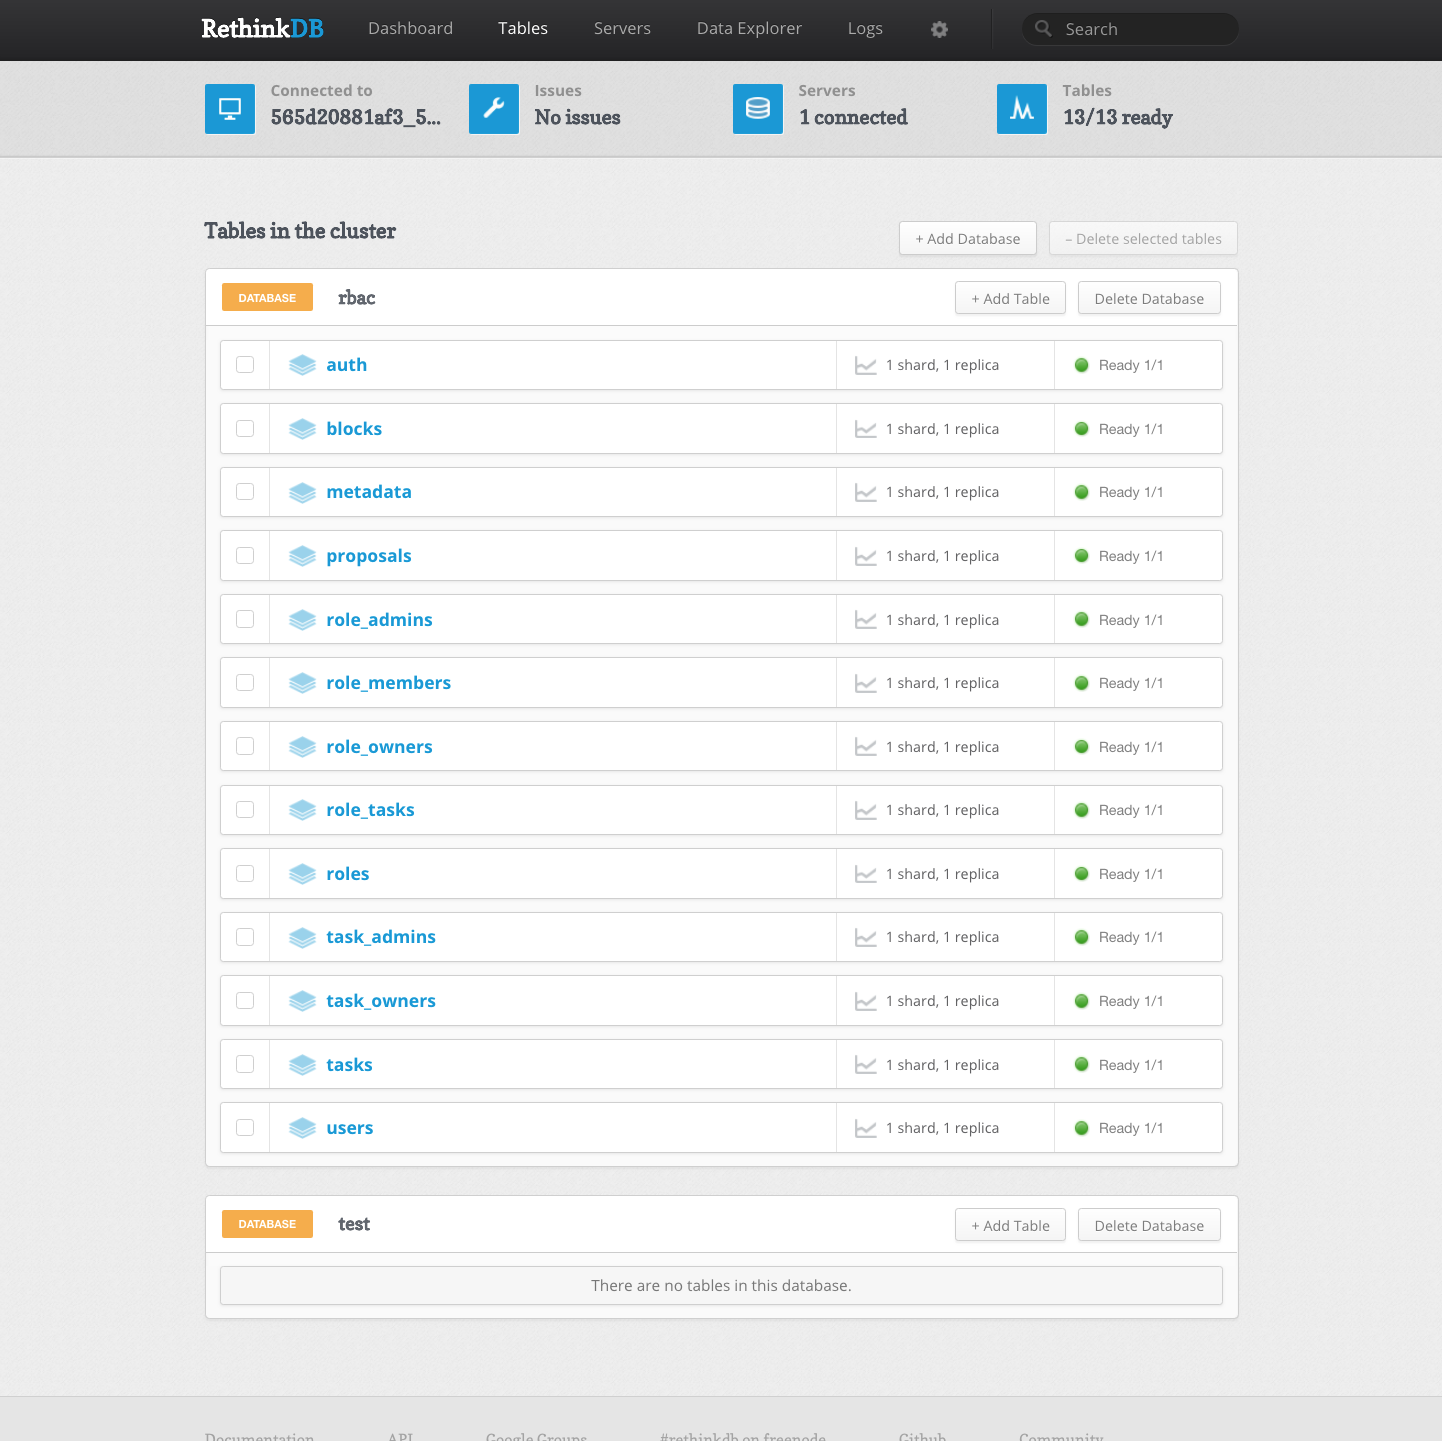 RethinkDB Dashboard Tables Servers Data Explorer Logs Search
Connected to Issues Servers Tables
565d20881af3_5... No issues 1 connected 13/13 ready
Tables in the cluster + Add Database – Delete selected tables
DATABASE rbac + Add Table Delete Database
auth 1 shard, 1 replica Ready 1/1
blocks 1 shard, 1 replica Ready 1/1
metadata 1 shard, 1 replica Ready 1/1
proposals 1 shard, 1 replica Ready 1/1
role_admins 1 shard, 1 replica Ready 1/1
role_members 1 shard, 1 replica Ready 1/1
role_owners 1 shard, 1 replica Ready 1/1
role_tasks 1 shard, 1 replica Ready 1/1
roles 1 shard, 1 replica Ready 1/1
task_admins 1 shard, 1 replica Ready 1/1
task_owners 1 shard, 1 replica Ready 1/1
tasks 1 shard, 1 replica Ready 1/1
users 1 shard, 1 replica Ready 1/1
DATABASE test + Add Table Delete Database
There are no tables in this database.
Documentation API Google Groups #rethinkdb on freenode Github Community